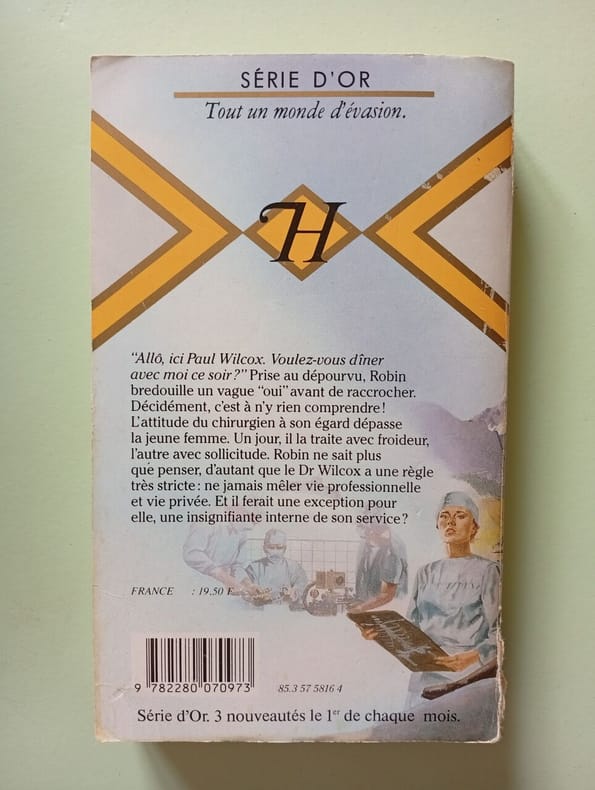 SÉRIE D'OR
Tout un monde d'évasion.
H
"Allô, ici Paul Wilcox. Voulez-vous dîner
avec moi ce soir?" Prise au dépourvu, Robin
bredouille un vague "oui" avant de raccrocher.
Décidément, c'est à n'y rien comprendre!
L'attitude du chirurgien à son égard dépasse
la jeune femme. Un jour, il la traite avec froideur,
l'autre avec sollicitude. Robin ne sait plus
que penser, d'autant que le Dr Wilcox a une règle
très stricte: ne jamais mêler vie professionnelle
et vie privée. Et il ferait une exception pour
elle, une insignifiante interne de son service?
FRANCE : 19.50 F
9 782280 070973
85.3 57 5816 4
Série d'Or. 3 nouveautés le 1er de chaque mois.